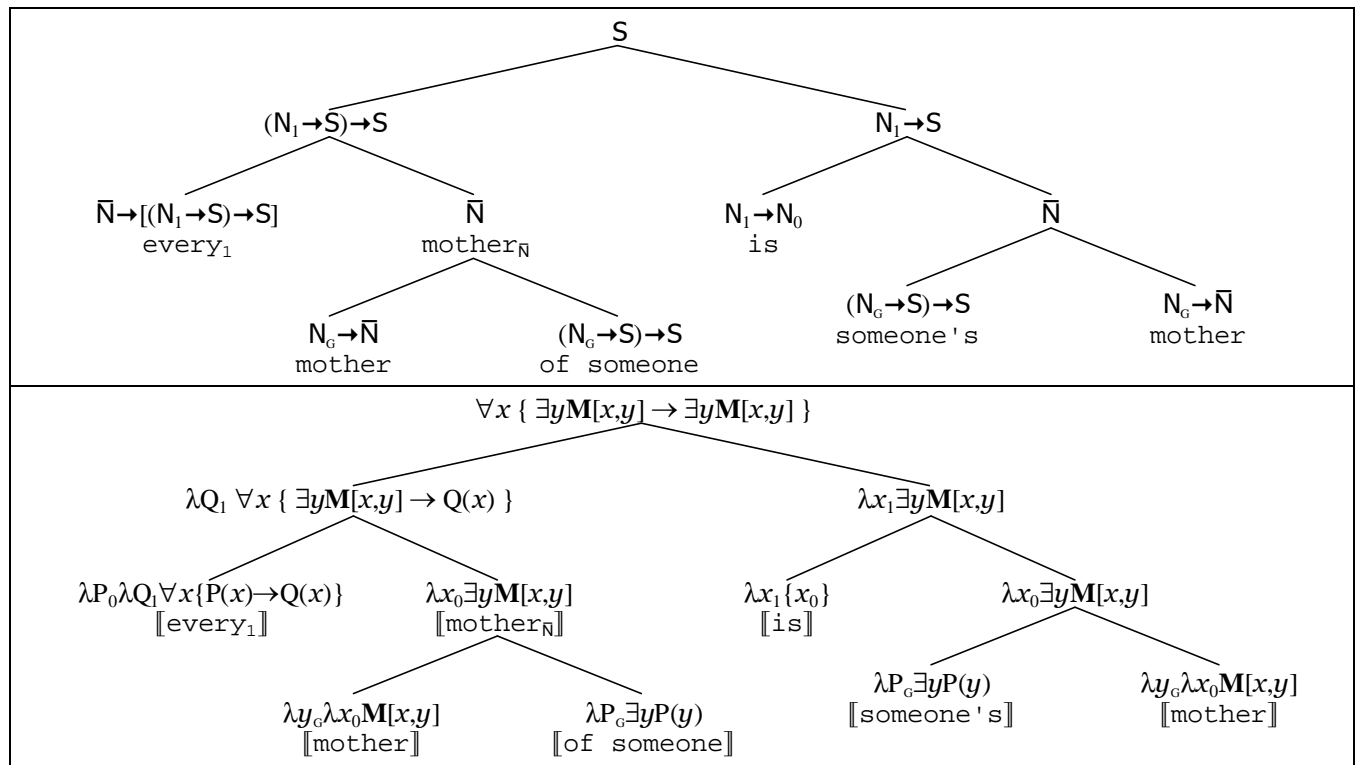 S
(N₁→S)→S N₁→S
N̄→[(N₁→S)→S] N̄ N₁→N₀ N̄
every₁ mother_N̄ is
N_G→N̄ (N_G→S)→S (N_G→S)→S N_G→N̄
mother of someone someone's mother
∀x { ∃yM[x,y] → ∃yM[x,y] }
λQ₁ ∀x { ∃yM[x,y] → Q(x) } λx₁∃yM[x,y]
λP₀λQ₁∀x{P(x)→Q(x)} λx₀∃yM[x,y] λx₁{x₀} λx₀∃yM[x,y]
⟦every₁⟧ ⟦mother_N̄⟧ ⟦is⟧
λP_G∃yP(y) λy_Gλx₀M[x,y]
λy_Gλx₀M[x,y] λP_G∃yP(y) ⟦someone's⟧ ⟦mother⟧
⟦mother⟧ ⟦of someone⟧